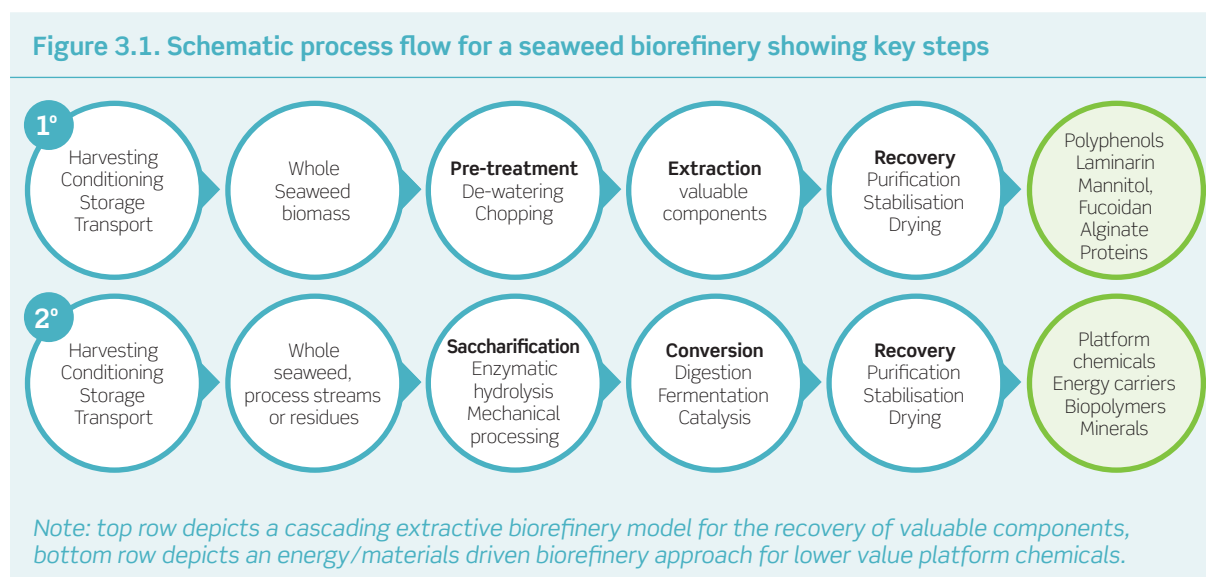 Figure 3.1. Schematic process flow for a seaweed biorefinery showing key steps
1º
Harvesting
Conditioning
Storage
Transport
Whole
Seaweed
biomass
Pre-treatment
De-watering
Chopping
Extraction
valuable
components
Recovery
Purification
Stabilisation
Drying
Polyphenols
Laminarin
Mannitol,
Fucoidan
Alginate
Proteins
2º
Harvesting
Conditioning
Storage
Transport
Whole
seaweed,
process streams
or residues
Saccharification
Enzymatic
hydrolysis
Mechanical
processing
Conversion
Digestion
Fermentation
Catalysis
Recovery
Purification
Stabilisation
Drying
Platform
chemicals
Energy carriers
Biopolymers
Minerals
Note: top row depicts a cascading extractive biorefinery model for the recovery of valuable components,
bottom row depicts an energy/materials driven biorefinery approach for lower value platform chemicals.